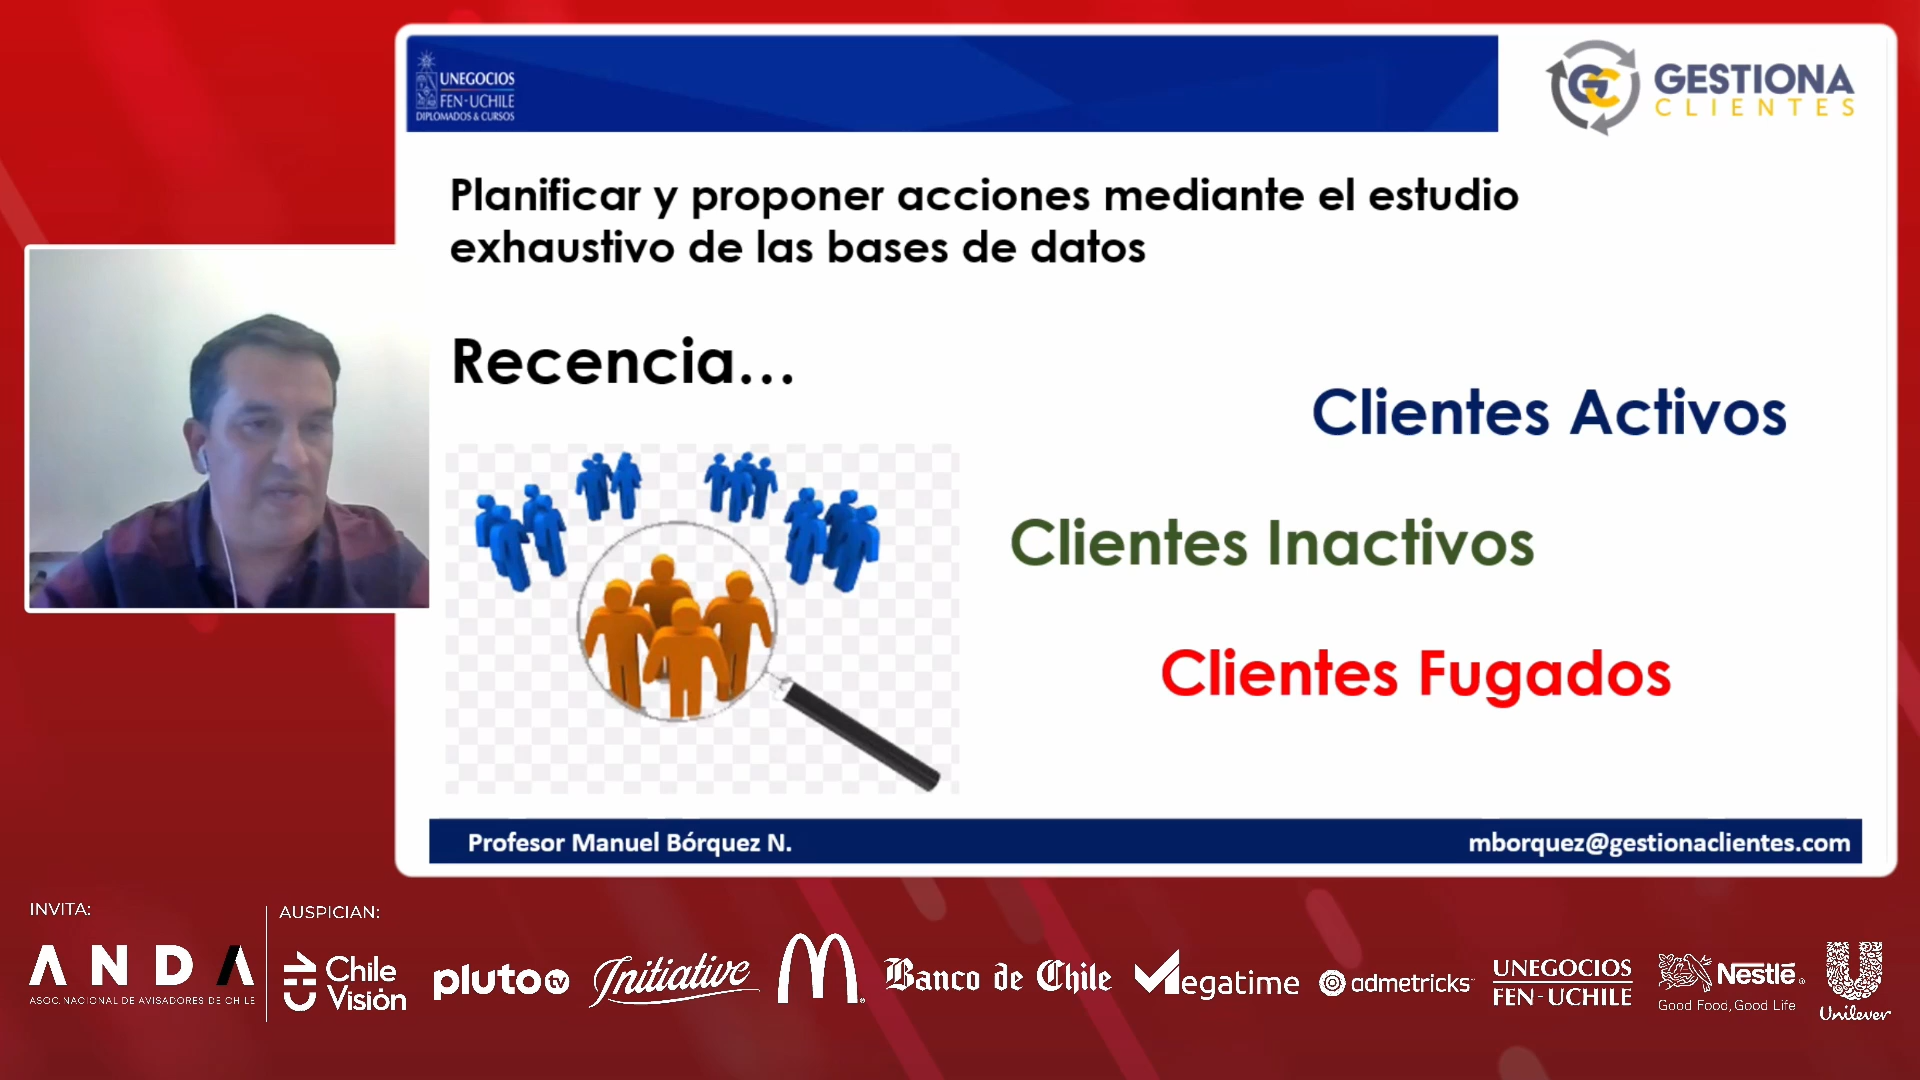 UNEGOCIOS
FEN-UCHILE
DIPLOMADOS & CURSOS
GC GESTIONA
CLIENTES
Planificar y proponer acciones mediante el estudio
exhaustivo de las bases de datos
Recencia...
Clientes Activos
Clientes Inactivos
Clientes Fugados
Profesor Manuel Bórquez N.
mborquez@gestionaclientes.com
INVITA:
ANDA
ASOC. NACIONAL DE AVISADORES DE CHILE
AUSPICIAN:
CHV Chile
Visión
pluto tv
Initiative
M
Banco de Chile
Megatime
admetricks
UNEGOCIOS
FEN-UCHILE
Nestlé
Good Food, Good Life
U
Unilever